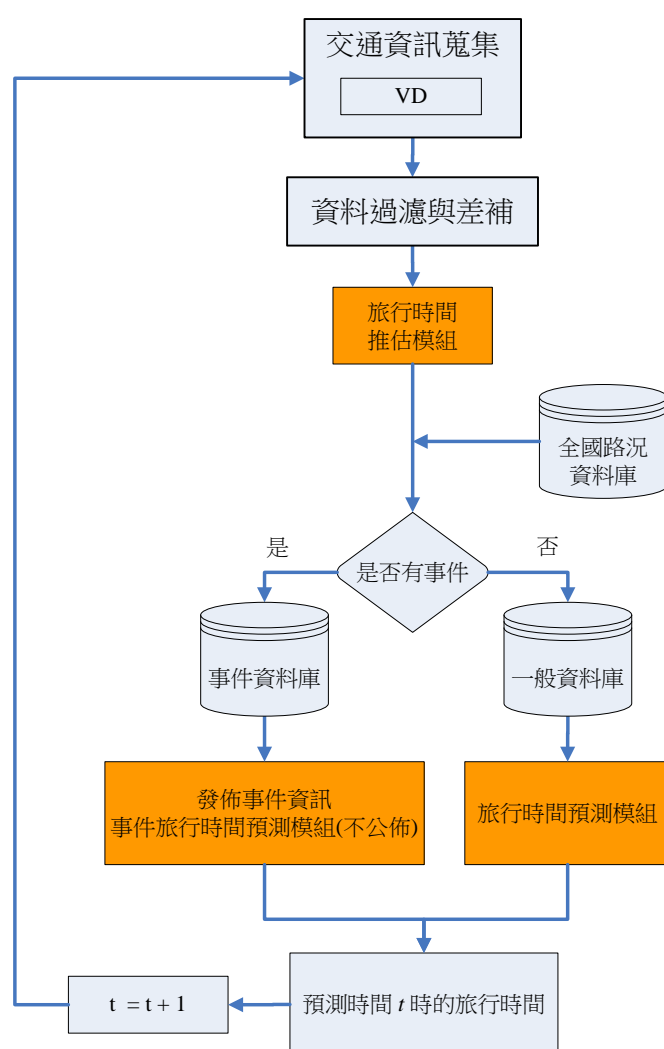 交通資訊蒐集
VD
資料過濾與差補
旅行時間
推估模組
全國路況
資料庫
是否有事件
是
否
事件資料庫
一般資料庫
發佈事件資訊
事件旅行時間預測模組(不公佈)
旅行時間預測模組
t = t + 1
預測時間 t 時的旅行時間